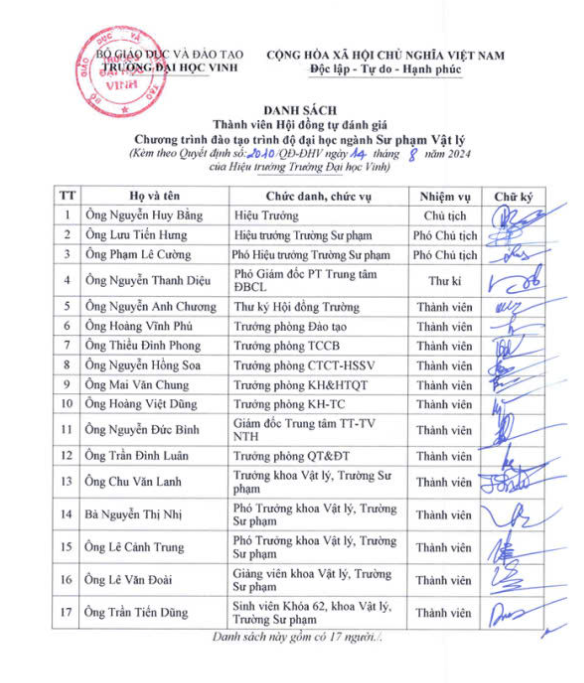 BỘ GIÁO DỤC VÀ ĐÀO TẠO
TRƯỜNG ĐẠI HỌC VINH
CỘNG HÒA XÃ HỘI CHỦ NGHĨA VIỆT NAM
Độc lập - Tự do - Hạnh phúc
BỘ GIÁO DỤC VÀ ĐÀO TẠO
TRƯỜNG
ĐẠI HỌC
VINH
DANH SÁCH
Thành viên Hội đồng tự đánh giá
Chương trình đào tạo trình độ đại học ngành Sư phạm Vật lý
(Kèm theo Quyết định số: 2010/QĐ-ĐHV ngày 14 tháng 8 năm 2024
của Hiệu trưởng Trường Đại học Vinh)
TT Họ và tên Chức danh, chức vụ Nhiệm vụ Chữ ký
1 Ông Nguyễn Huy Bằng Hiệu Trưởng Chủ tịch
2 Ông Lưu Tiến Hưng Hiệu trưởng Trường Sư phạm Phó Chủ tịch
3 Ông Phạm Lê Cường Phó Hiệu trưởng Trường Sư phạm Phó Chủ tịch
4 Ông Nguyễn Thanh Diệu Phó Giám đốc PT Trung tâm
ĐBCL Thư kí
5 Ông Nguyễn Anh Chương Thư ký Hội đồng Trường Thành viên
6 Ông Hoàng Vĩnh Phú Trưởng phòng Đào tạo Thành viên
7 Ông Thiều Đình Phong Trưởng phòng TCCB Thành viên
8 Ông Nguyễn Hồng Soa Trưởng phòng CTCT-HSSV Thành viên
9 Ông Mai Văn Chung Trưởng phòng KH&HTQT Thành viên
10 Ông Hoàng Việt Dũng Trưởng phòng KH-TC Thành viên
11 Ông Nguyễn Đức Bình Giám đốc Trung tâm TT-TV
NTH Thành viên
12 Ông Trần Đình Luân Trưởng phòng QT&ĐT Thành viên
13 Ông Chu Văn Lanh Trưởng khoa Vật lý, Trường Sư
phạm Thành viên
14 Bà Nguyễn Thị Nhị Phó Trưởng khoa Vật lý, Trường
Sư phạm Thành viên
15 Ông Lê Cảnh Trung Phó Trưởng khoa Vật lý, Trường
Sư phạm Thành viên
16 Ông Lê Văn Đoài Giảng viên khoa Vật lý, Trường
Sư phạm Thành viên
17 Ông Trần Tiến Dũng Sinh viên Khóa 62, khoa Vật lý,
Trường Sư phạm Thành viên
Danh sách này gồm có 17 người./.